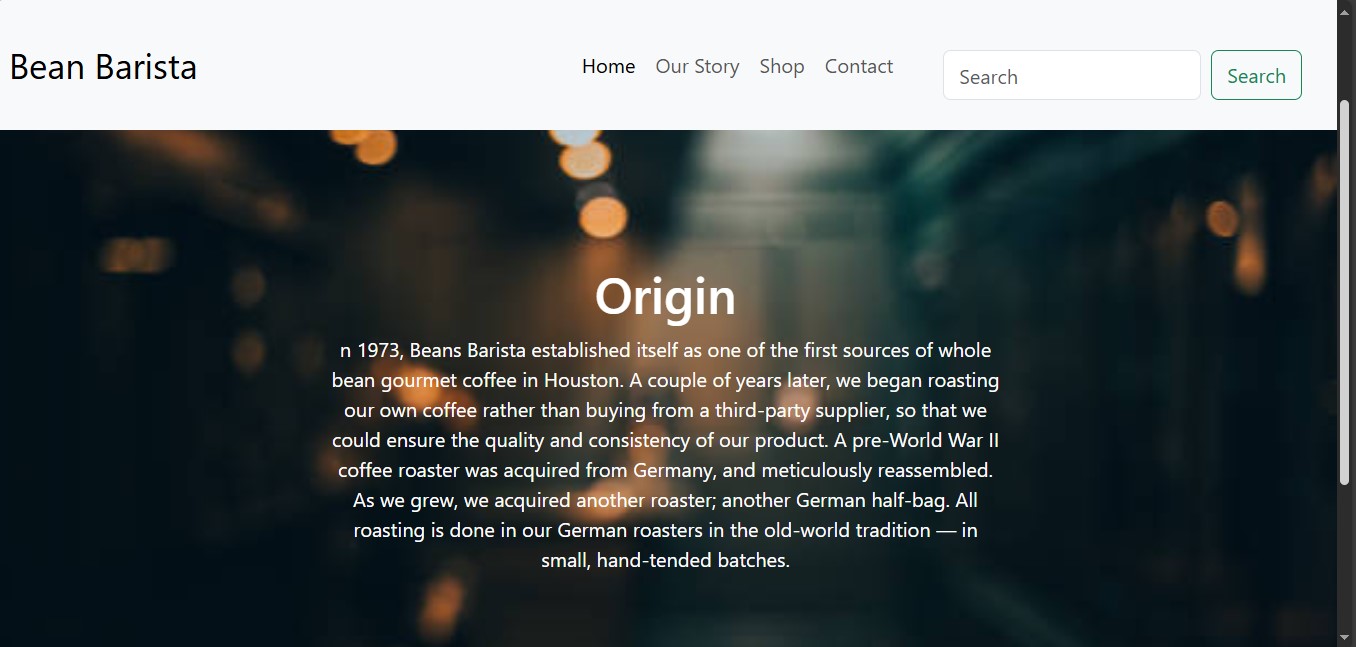 Bean Barista
Home Our Story Shop Contact Search Search
Origin
n 1973, Beans Barista established itself as one of the first sources of whole
bean gourmet coffee in Houston. A couple of years later, we began roasting
our own coffee rather than buying from a third-party supplier, so that we
could ensure the quality and consistency of our product. A pre-World War II
coffee roaster was acquired from Germany, and meticulously reassembled.
As we grew, we acquired another roaster; another German half-bag. All
roasting is done in our German roasters in the old-world tradition — in
small, hand-tended batches.